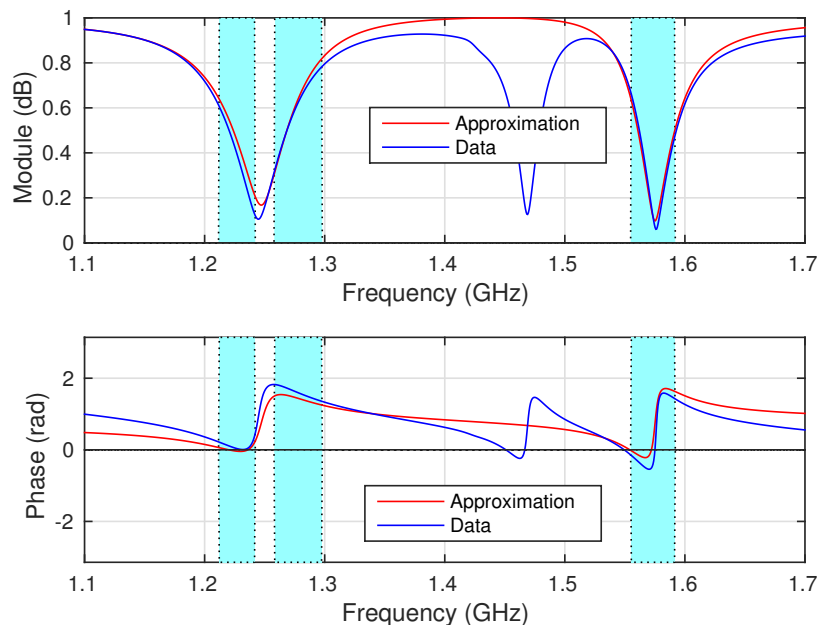 1
0.8
0.6
0.4
0.2
0
Module (dB)
Approximation
Data
1.1 1.2 1.3 1.4 1.5 1.6 1.7
Frequency (GHz)
2
0
-2
Phase (rad)
Approximation
Data
1.1 1.2 1.3 1.4 1.5 1.6 1.7
Frequency (GHz)